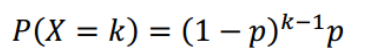 P(X = k) = (1 − p)^{k−1}p